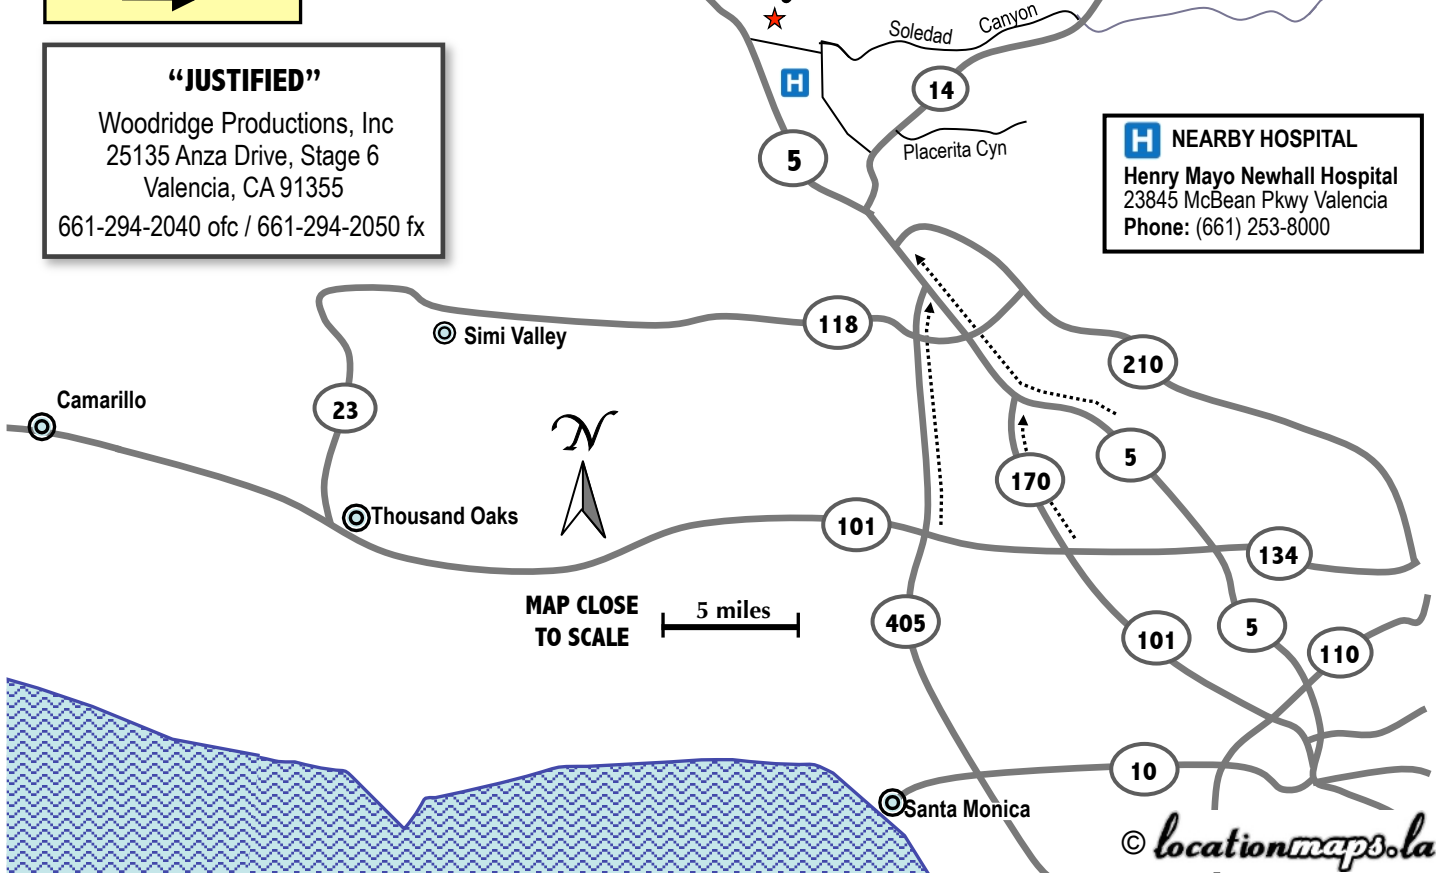 “JUSTIFIED”
Woodridge Productions, Inc
25135 Anza Drive, Stage 6
Valencia, CA 91355
661-294-2040 ofc / 661-294-2050 fx
Soledad Canyon
14
5
Placerita Cyn
H
H NEARBY HOSPITAL
Henry Mayo Newhall Hospital
23845 McBean Pkwy Valencia
Phone: (661) 253-8000
118
Simi Valley
210
Camarillo
23
N
5
170
Thousand Oaks
101
134
MAP CLOSE
TO SCALE
5 miles
405
101
5
110
10
Santa Monica
© locationmaps.la